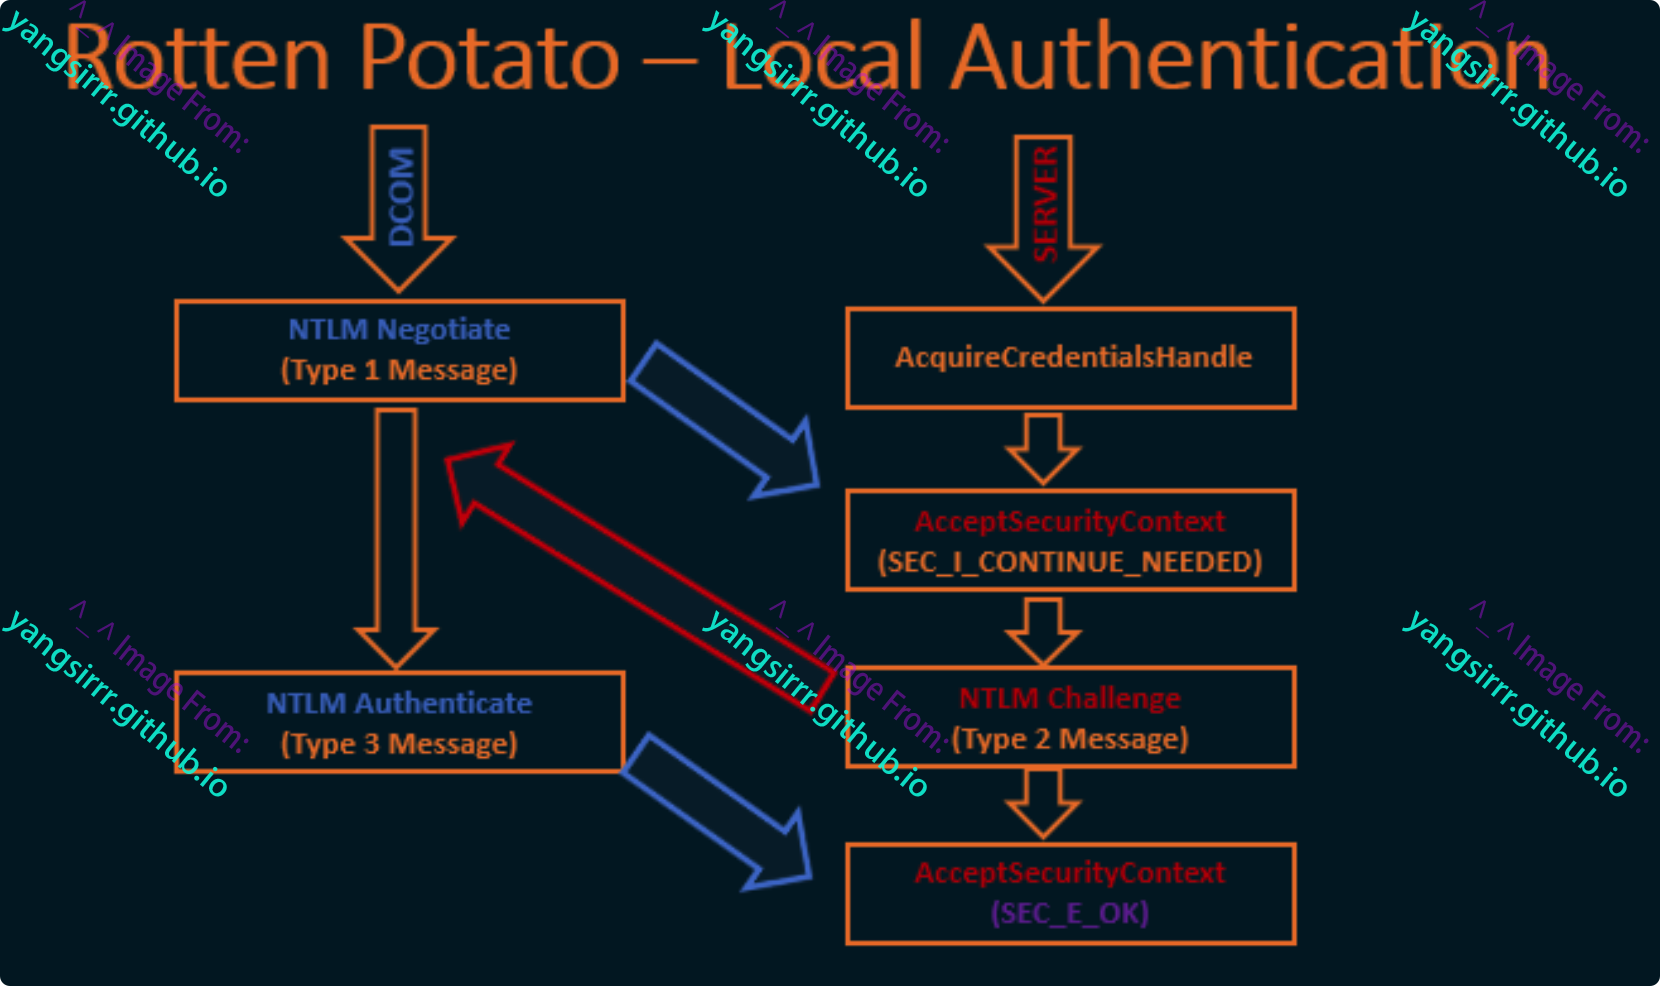 Rotten Potato – Local Authentication
DCOM
SERVER
NTLM Negotiate
(Type 1 Message)
AcquireCredentialsHandle
AcceptSecurityContext
(SEC_I_CONTINUE_NEEDED)
NTLM Authenticate
(Type 3 Message)
NTLM Challenge
(Type 2 Message)
AcceptSecurityContext
(SEC_E_OK)
^_^ Image From:
yangsirrr.github.io
^_^ Image From:
yangsirrr.github.io
^_^ Image From:
yangsirrr.github.io
^_^ Image From:
yangsirrr.github.io
^_^ Image From:
yangsirrr.github.io
^_^ Image From:
yangsirrr.github.io